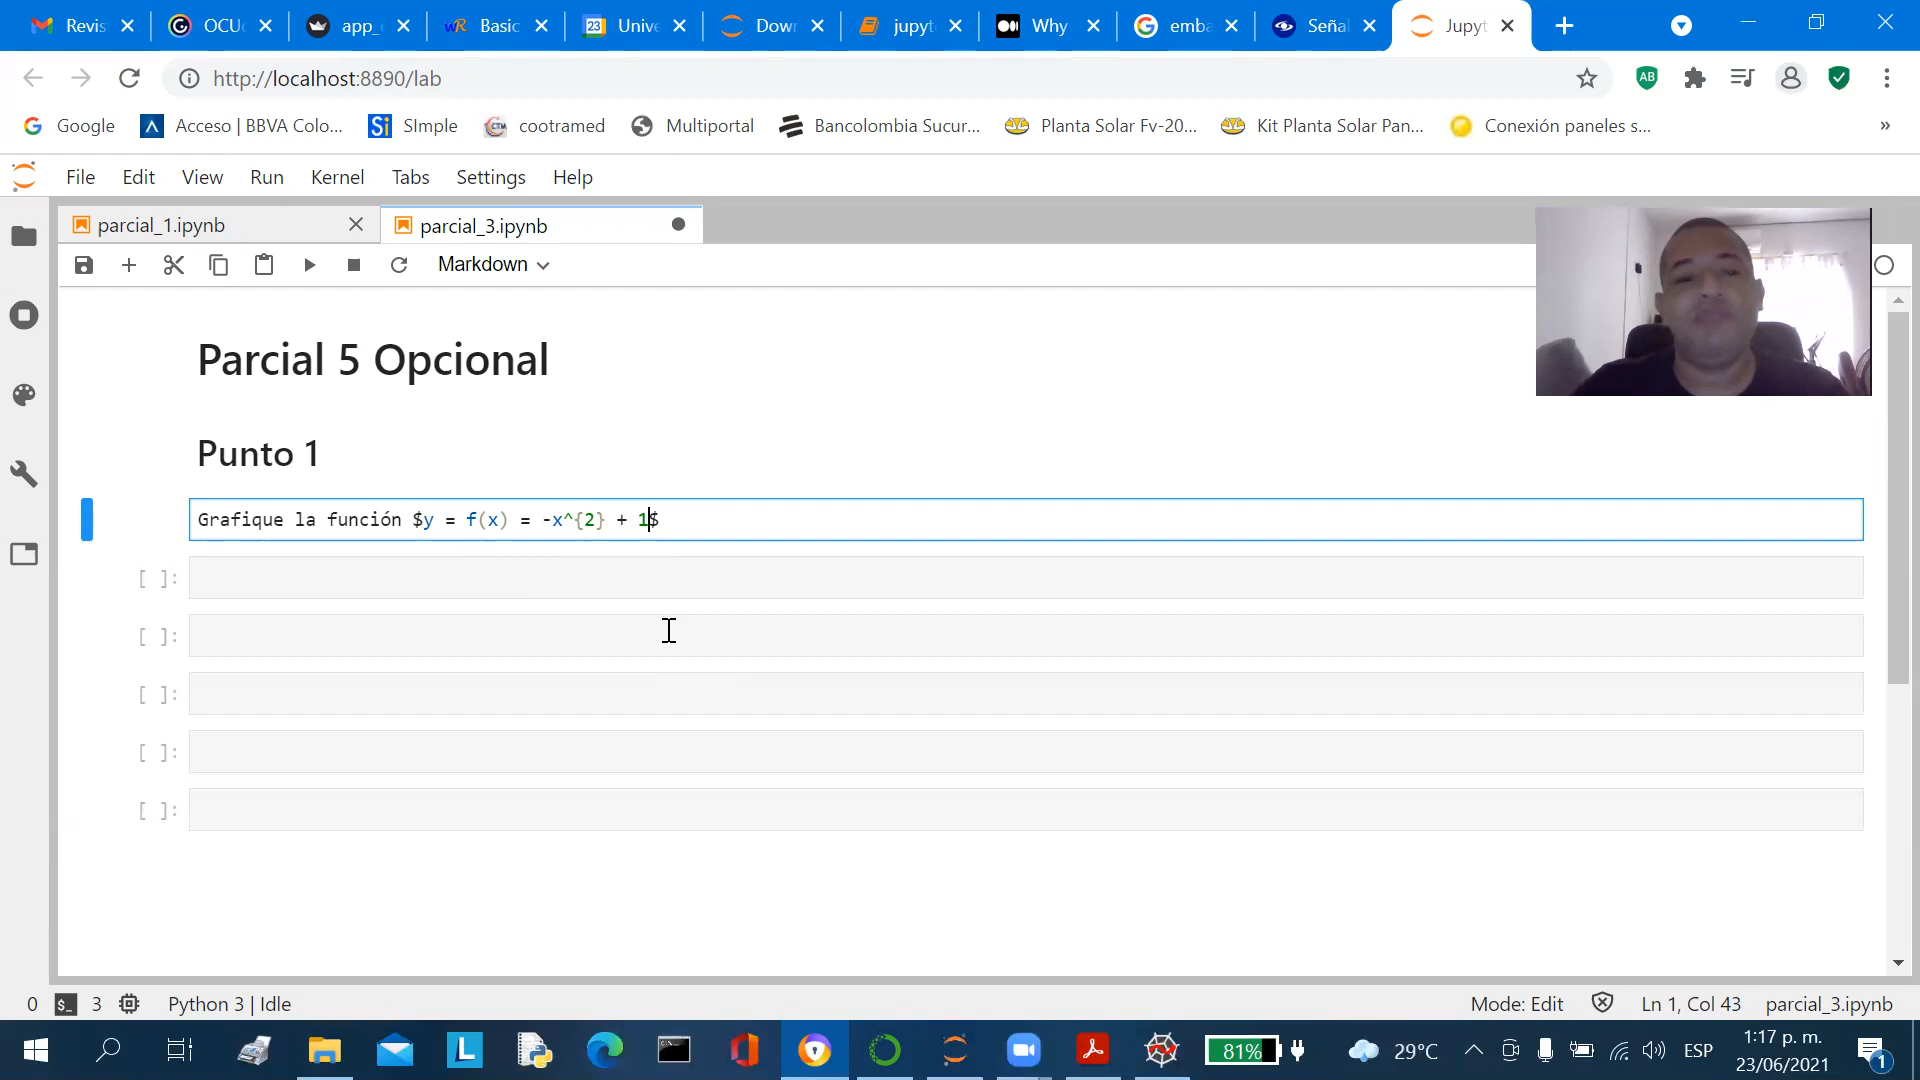 Revis OCU app_ Basic Unive Dow jupyt Why emba Seña Jupyt
http://localhost:8890/lab
Google Acceso | BBVA Colo... SImple cootramed Multiportal Bancolombia Sucur... Planta Solar Fv-20... Kit Planta Solar Pan... Conexión paneles s... »
File Edit View Run Kernel Tabs Settings Help
parcial_1.ipynb parcial_3.ipynb
Markdown
Parcial 5 Opcional
Punto 1
Grafique la función $y = f(x) = -x^{2} + 1$
[ ]:
[ ]:
[ ]:
[ ]:
[ ]:
0 $_ 3 Python 3 | Idle Mode: Edit Ln 1, Col 43 parcial_3.ipynb
81% 29°C ESP 1:17 p. m.
23/06/2021 1